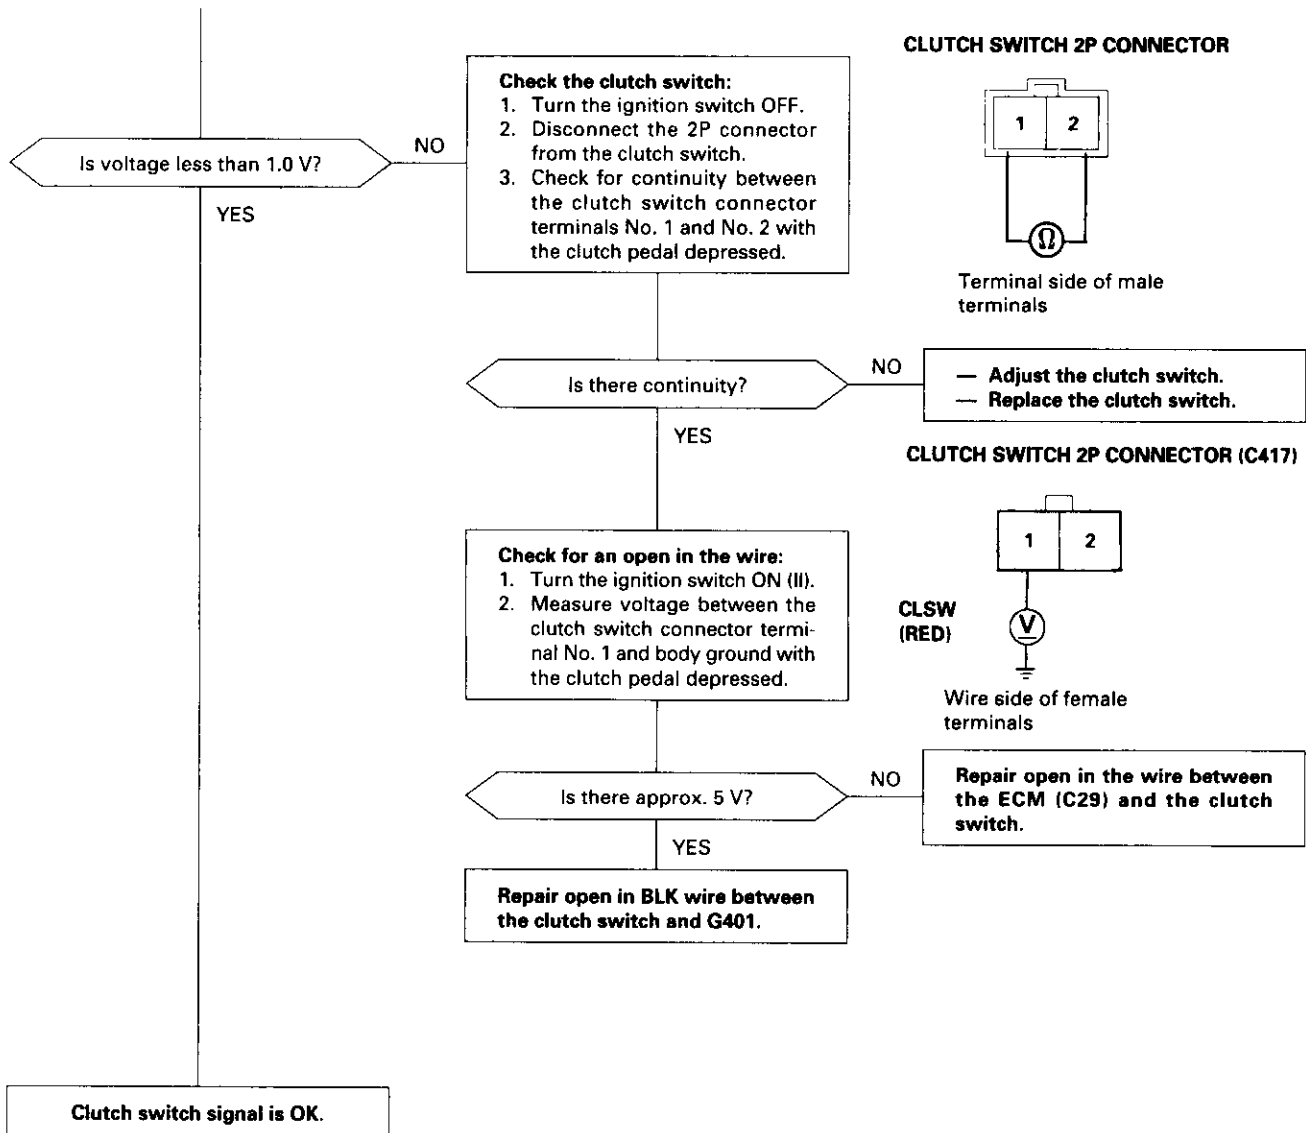 CLUTCH SWITCH 2P CONNECTOR
Check the clutch switch:
1. Turn the ignition switch OFF.
2. Disconnect the 2P connector
from the clutch switch.
3. Check for continuity between
the clutch switch connector
terminals No. 1 and No. 2 with
the clutch pedal depressed.
1 2
Ω
Terminal side of male
terminals
Is voltage less than 1.0 V?
NO
YES
Is there continuity?
NO
— Adjust the clutch switch.
— Replace the clutch switch.
YES
CLUTCH SWITCH 2P CONNECTOR (C417)
Check for an open in the wire:
1. Turn the ignition switch ON (II).
2. Measure voltage between the
clutch switch connector termi-
nal No. 1 and body ground with
the clutch pedal depressed.
1 2
CLSW
(RED)
V
Wire side of female
terminals
Is there approx. 5 V?
NO
Repair open in the wire between
the ECM (C29) and the clutch
switch.
YES
Repair open in BLK wire between
the clutch switch and G401.
Clutch switch signal is OK.